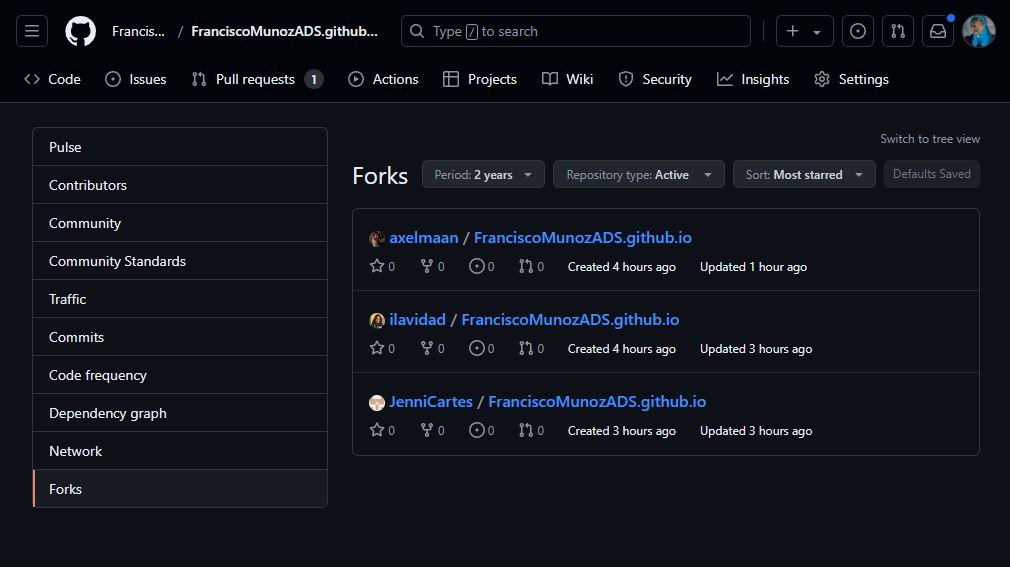 Francis... / FranciscoMunozADS.github... Type / to search
Code Issues Pull requests 1 Actions Projects Wiki Security Insights Settings
Pulse
Contributors
Community
Community Standards
Traffic
Commits
Code frequency
Dependency graph
Network
Forks
Switch to tree view
Forks Period: 2 years Repository type: Active Sort: Most starred Defaults Saved
axelmaan / FranciscoMunozADS.github.io
0 0 0 0 Created 4 hours ago Updated 1 hour ago
ilavidad / FranciscoMunozADS.github.io
0 0 0 0 Created 4 hours ago Updated 3 hours ago
JenniCartes / FranciscoMunozADS.github.io
0 0 0 0 Created 3 hours ago Updated 3 hours ago